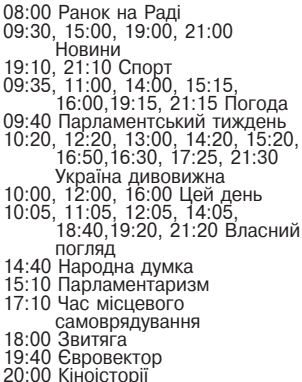 08:00 Ранок на Раді
09:30, 15:00, 19:00, 21:00
Новини
19:10, 21:10 Спорт
09:35, 11:00, 14:00, 15:15,
16:00,19:15, 21:15 Погода
09:40 Парламентський тиждень
10:20, 12:20, 13:00, 14:20, 15:20,
16:50,16:30, 17:25, 21:30
Україна дивовижна
10:00, 12:00, 16:00 Цей день
10:05, 11:05, 12:05, 14:05,
18:40,19:20, 21:20 Власний
погляд
14:40 Народна думка
15:10 Парламентаризм
17:10 Час місцевого
самоврядування
18:00 Звитяга
19:40 Євровектор
20:00 Кіноісторії